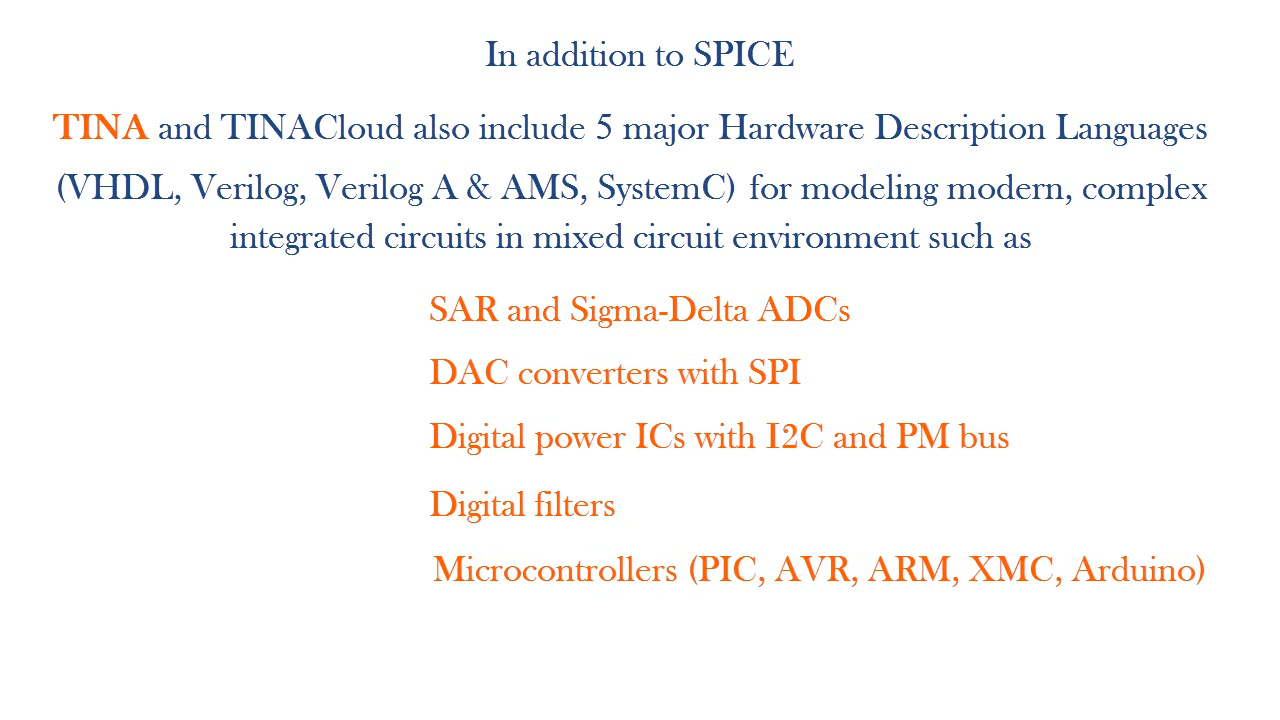 In addition to SPICE
TINA and TINACloud also include 5 major Hardware Description Languages
(VHDL, Verilog, Verilog A & AMS, SystemC) for modeling modern, complex
integrated circuits in mixed circuit environment such as
SAR and Sigma-Delta ADCs
DAC converters with SPI
Digital power ICs with I2C and PM bus
Digital filters
Microcontrollers (PIC, AVR, ARM, XMC, Arduino)